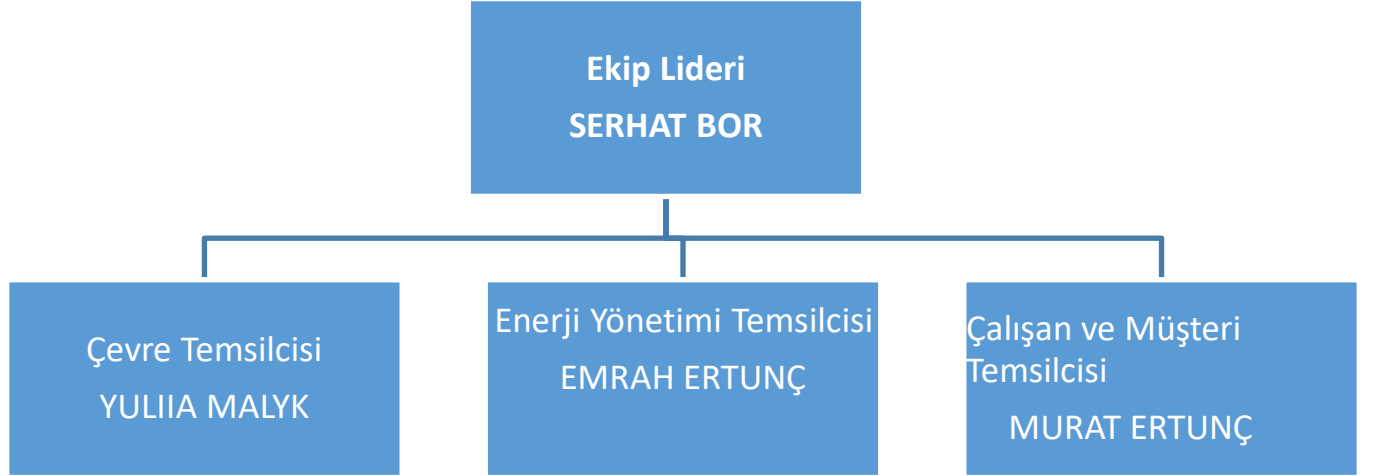 Ekip Lideri
SERHAT BOR
Çevre Temsilcisi
YULIIA MALYK
Enerji Yönetimi Temsilcisi
EMRAH ERTUNÇ
Çalışan ve Müşteri
Temsilcisi
MURAT ERTUNÇ